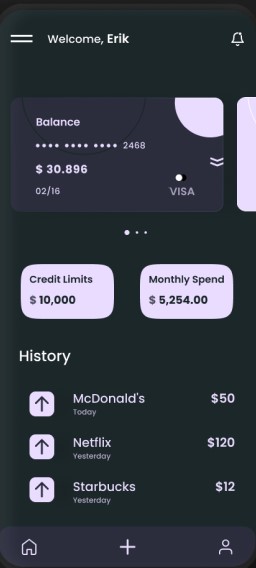 Welcome, Erik
Balance
•••• •••• •••• 2468
$ 30.896
02/16
VISA
Credit Limits
$ 10,000
Monthly Spend
$ 5,254.00
History
McDonald's
$50
Today
Netflix
$120
Yesterday
Starbucks
$12
Yesterday